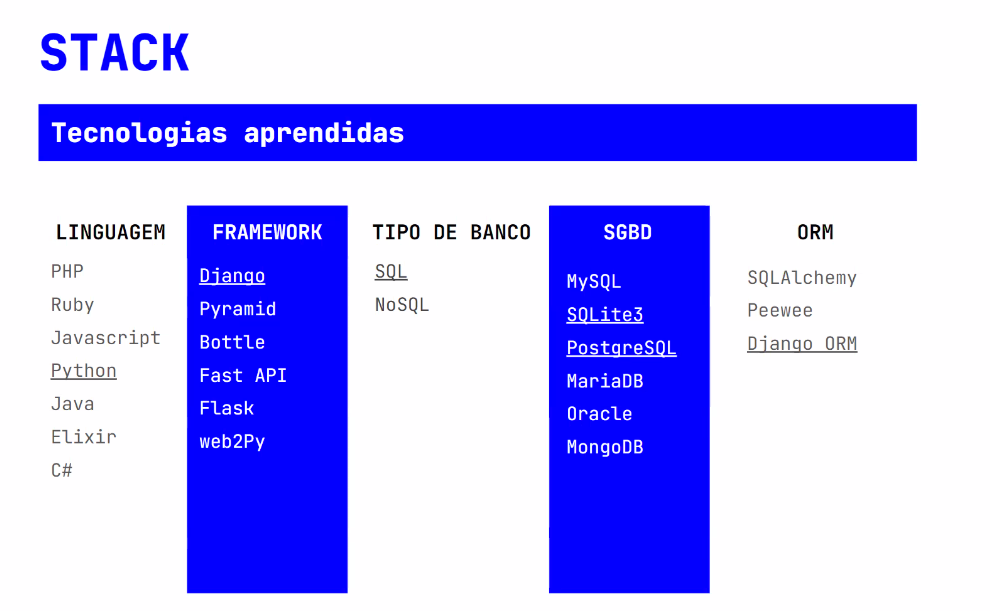 STACK
Tecnologias aprendidas
LINGUAGEM
PHP
Ruby
Javascript
Python
Java
Elixir
C#
FRAMEWORK
Django
Pyramid
Bottle
Fast API
Flask
web2Py
TIPO DE BANCO
SQL
NoSQL
SGBD
MySQL
SQLite3
PostgreSQL
MariaDB
Oracle
MongoDB
ORM
SQLAlchemy
Peewee
Django ORM